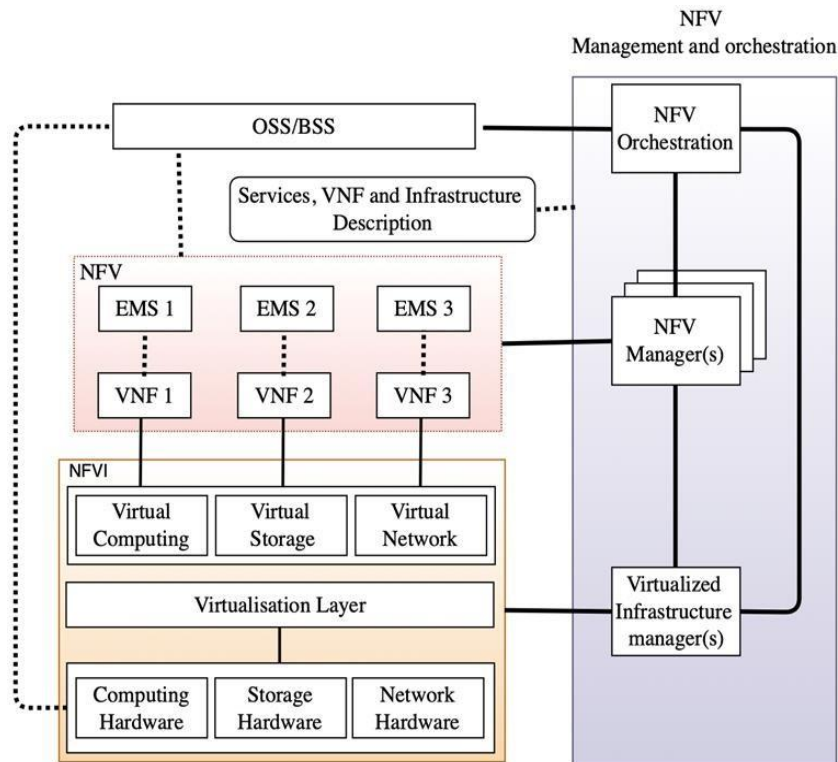 NFV
Management and orchestration
OSS/BSS
NFV
Orchestration
Services, VNF and Infrastructure
Description
NFV
EMS 1
EMS 2
EMS 3
NFV
Manager(s)
VNF 1
VNF 2
VNF 3
NFVI
Virtual
Computing
Virtual
Storage
Virtual
Network
Virtualisation Layer
Virtualized
Infrastructure
manager(s)
Computing
Hardware
Storage
Hardware
Network
Hardware